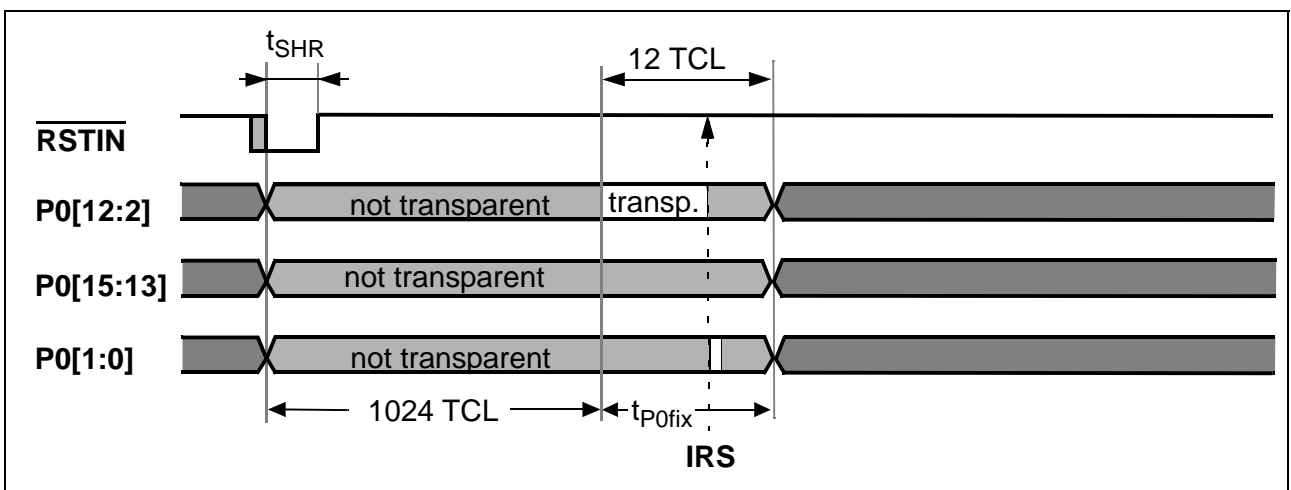 tSHR
12 TCL
RSTIN
P0[12:2] not transparent transp.
P0[15:13] not transparent
P0[1:0] not transparent
1024 TCL tP0fix
IRS